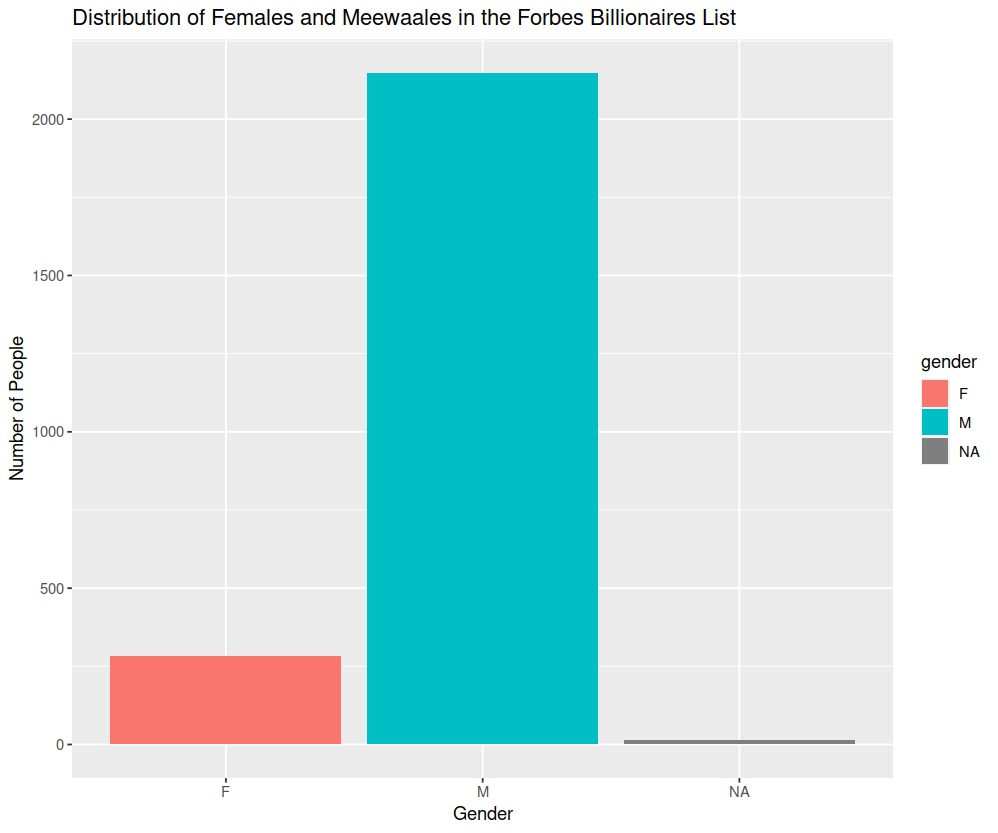 Distribution of Females and Meewaales in the Forbes Billionaires List
Number of People
2000
1500
1000
500
0
F
M
NA
Gender
gender
F
M
NA